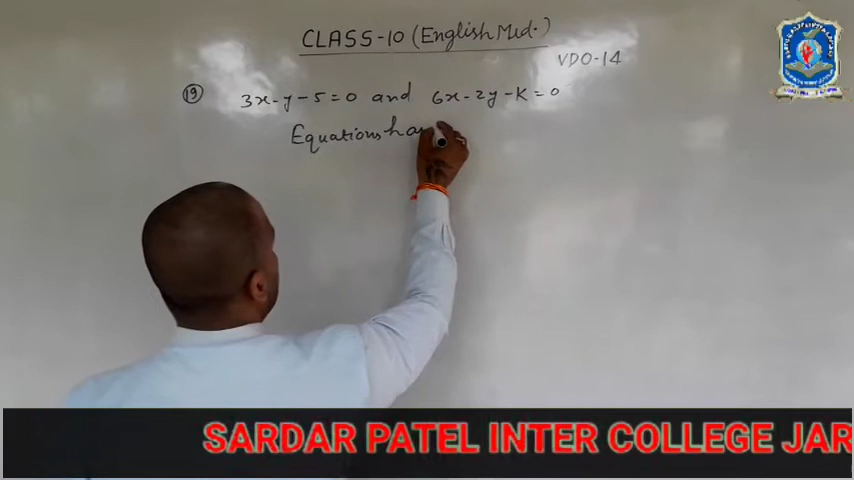 CLASS-10 (English Med.)
VDO-14
(19) 3x-y-5=0 and 6x-2y-K=0
Equations ha
SARDAR PATEL INTER COLLEGE JAR